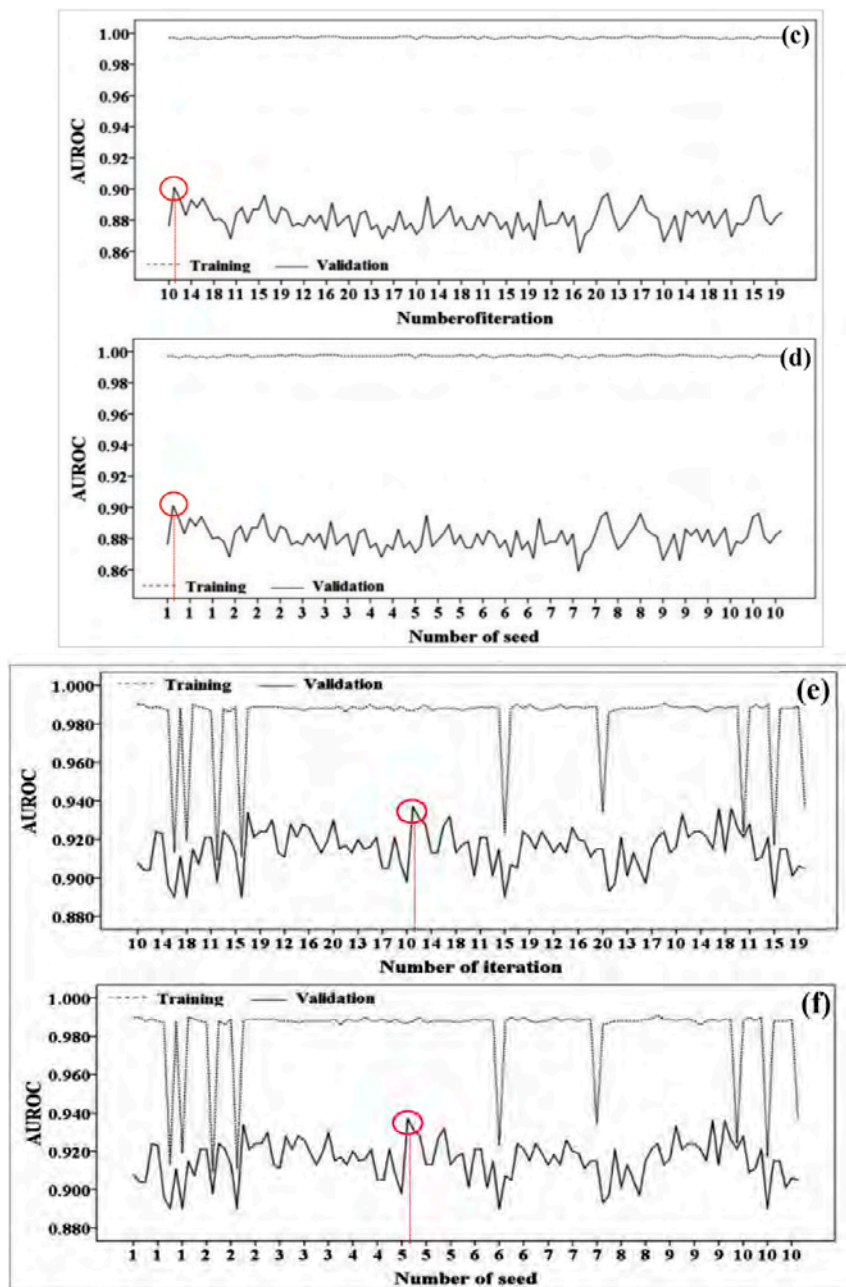 (c)
1.00
0.98
0.96
0.94
0.92
0.90
0.88
0.86
AUROC
Training Validation
10 14 18 11 15 19 12 16 20 13 17 10 14 18 11 15 19 12 16 20 13 17 10 14 18 11 15 19
Numberofiteration
(d)
1.00
0.98
0.96
0.94
0.92
0.90
0.88
0.86
AUROC
Training Validation
1 1 1 2 2 2 3 3 3 4 4 4 5 5 5 6 6 6 7 7 8 8 9 9 9 10 10 10
Number of seed
(e)
Training Validation
1.000
0.980
0.960
0.940
0.920
0.900
0.880
AUROC
10 14 18 11 15 19 12 16 20 13 17 10 14 18 11 15 19 12 16 20 13 17 10 14 18 11 15 19
Number of iteration
(f)
Training Validation
1.000
0.980
0.960
0.940
0.920
0.900
0.880
AUROC
1 1 1 2 2 2 3 3 3 4 4 5 5 5 6 6 6 7 7 7 8 8 9 9 9 10 10 10
Number of seed